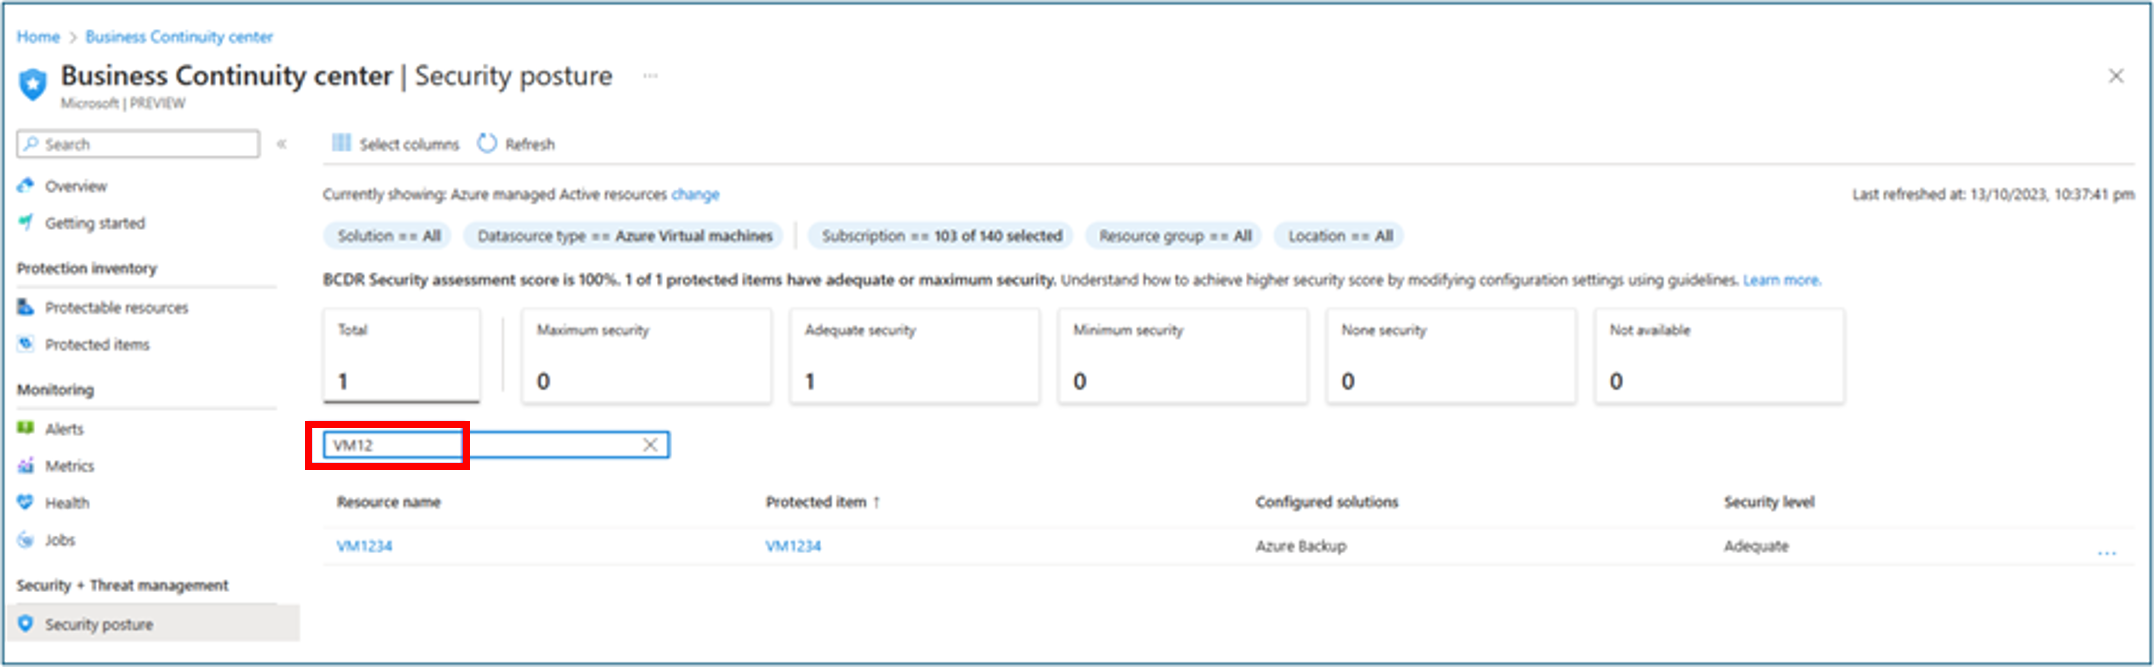 Home > Business Continuity center
Business Continuity center | Security posture ...
Microsoft | PREVIEW
Search «
Overview
Getting started
Protection inventory
Protectable resources
Protected items
Monitoring
Alerts
Metrics
Health
Jobs
Security + Threat management
Security posture
Select columns Refresh
Currently showing: Azure managed Active resources change
Last refreshed at: 13/10/2023, 10:37:41 pm
Solution == All Datasource type == Azure Virtual machines Subscription == 103 of 140 selected Resource group == All Location == All
BCDR Security assessment score is 100%. 1 of 1 protected items have adequate or maximum security. Understand how to achieve higher security score by modifying configuration settings using guidelines. Learn more.
Total Maximum security Adequate security Minimum security None security Not available
1 0 1 0 0 0
VM12
Resource name Protected item ↑ Configured solutions Security level
VM1234 VM1234 Azure Backup Adequate ...